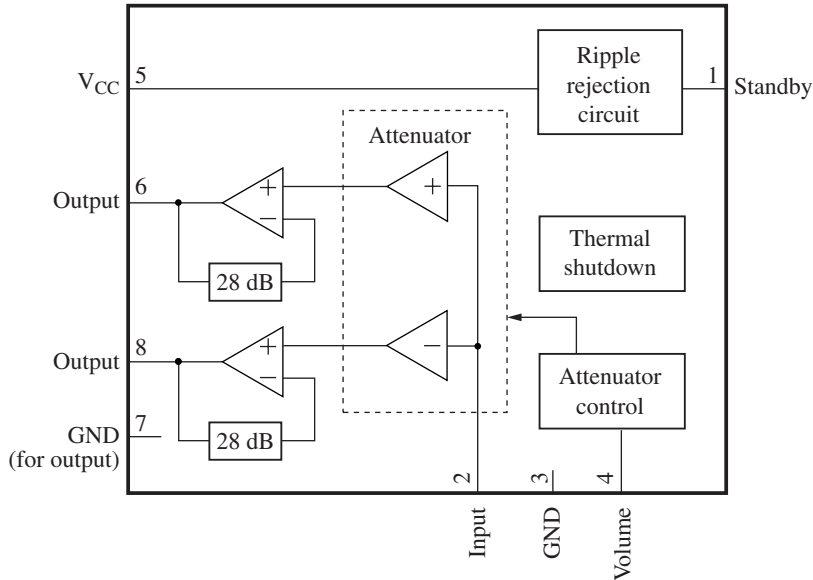 V_CC
5
Ripple
rejection
circuit
1
Standby
Attenuator
Output
6
+
−
+
28 dB
Thermal
shutdown
Output
8
+
−
−
28 dB
Attenuator
control
GND
(for output)
7
2
3
4
Input
GND
Volume